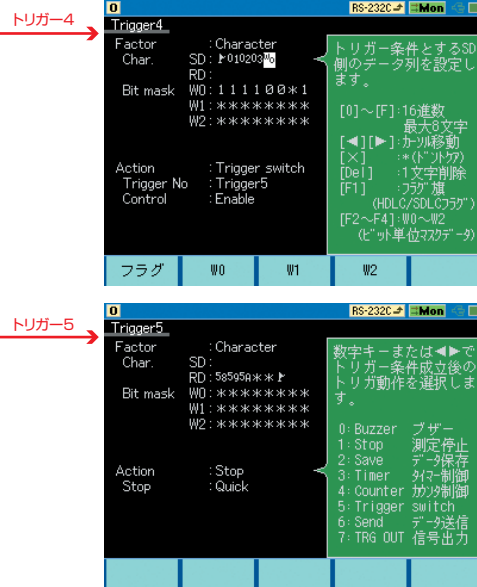 トリガー4
0 RS-232C Mon
Trigger4
Factor :Character
Char. SD:010203W0
RD:
Bit mask W0:111100*1
W1:********
W2:********
Action :Trigger switch
Trigger No :Trigger5
Control :Enable
トリガー条件とするSD
側のデータ列を設定し
ます。
[0]～[F]:16進数
最大8文字
[◀][▶]:カーソル移動
[×] :*(ドントケア)
[Del] :1文字削除
[F1] :フラグ旗
(HDLC/SDLCフラグ)
[F2～F4]:W0～W2
(ビット単位マスクデータ)
フラグ W0 W1 W2
トリガー5
0 RS-232C Mon
Trigger5
Factor :Character
Char. SD:
RD:58595A**
Bit mask W0:********
W1:********
W2:********
Action :Stop
Stop :Quick
数字キーまたは◀▶で
トリガー条件成立後の
トリガ動作を選択しま
す。
0:Buzzer ブザー
1:Stop 測定停止
2:Save データ保存
3:Timer タイマー制御
4:Counter カウンタ制御
5:Trigger switch
6:Send データ送信
7:TRG OUT 信号出力